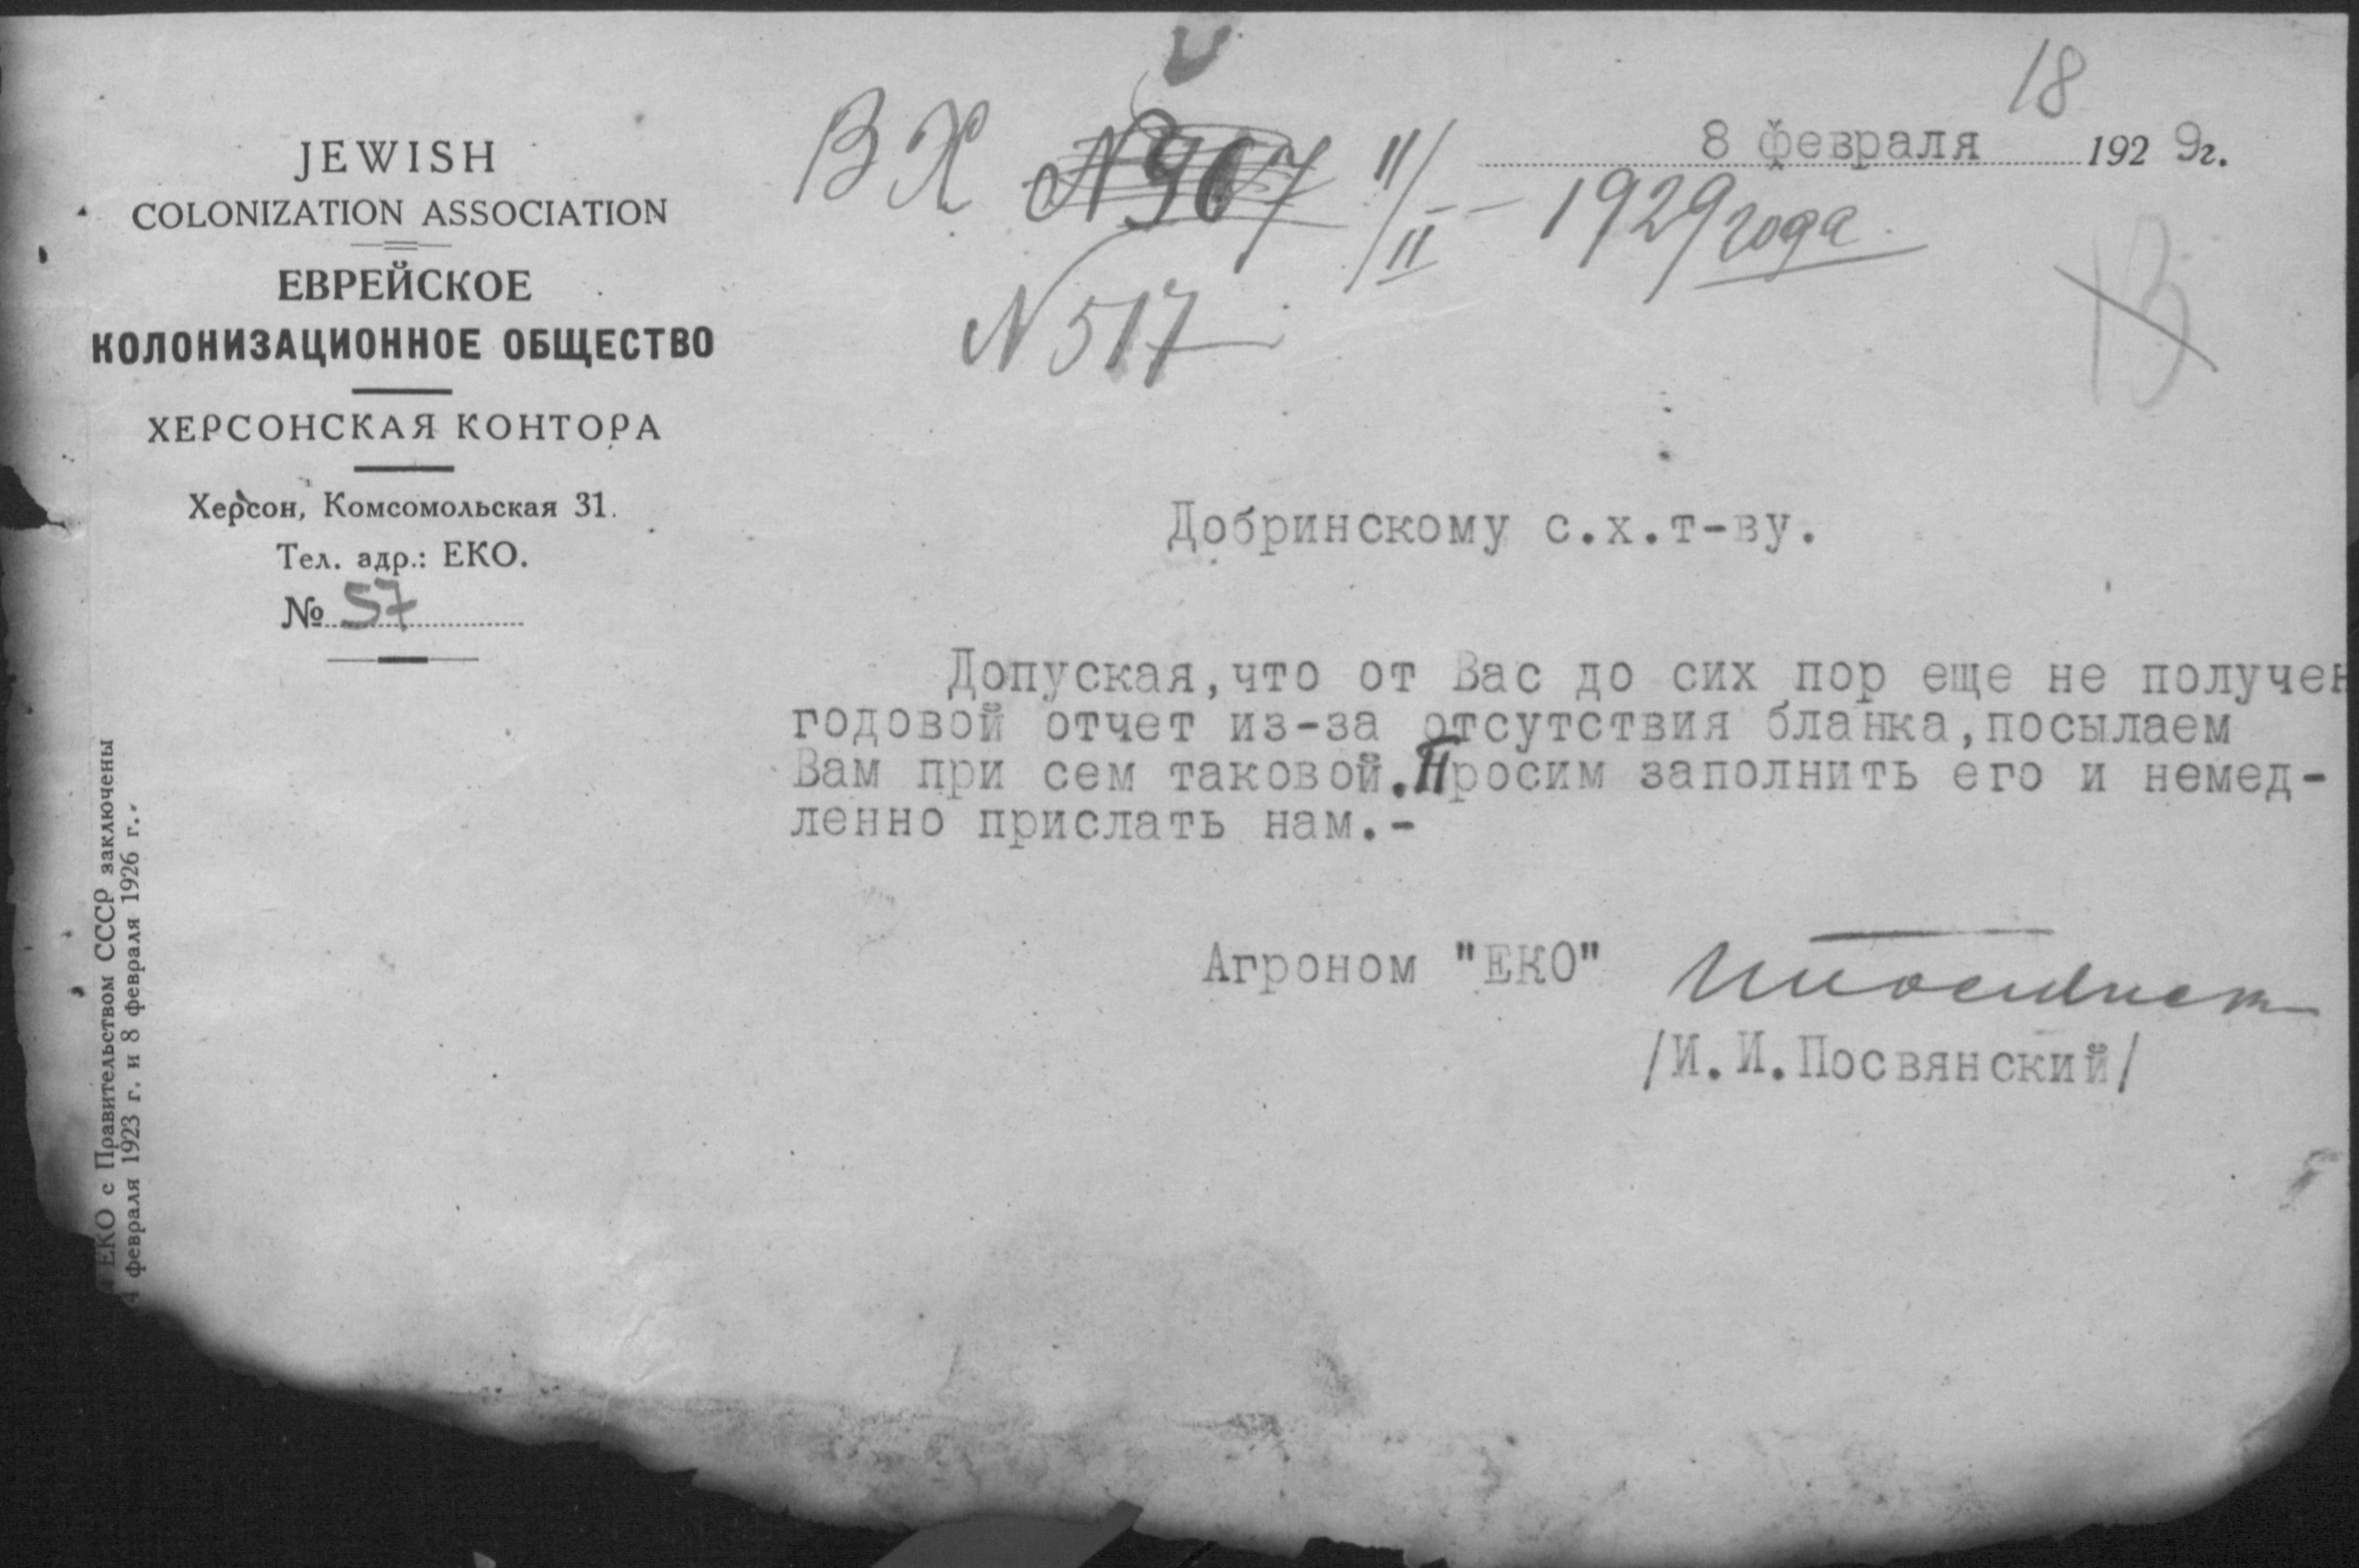 JEWISH
COLONIZATION ASSOCIATION
ЕВРЕЙСКОЕ
КОЛОНИЗАЦИОННОЕ ОБЩЕСТВО
ХЕРСОНСКАЯ КОНТОРА
Херсон, Комсомольская 31.
Тел. адр.: ЕКО.
№ 57
18
8 февраля 1929г.
ВХ N 11/II - 1929 года
N 517
13
Добринскому с.х.т-ву.
Допуская,что от Вас до сих пор еще не получен
годовой отчет из-за отсутствия бланка,посылаем
Вам при сем таковой.Просим заполнить его и немед-
ленно прислать нам.-
Агроном "ЕКО"
/И.И.Посвянский/
ЕКО с Правительством СССР заключены
4 февраля 1923 г. и 8 февраля 1926 г.